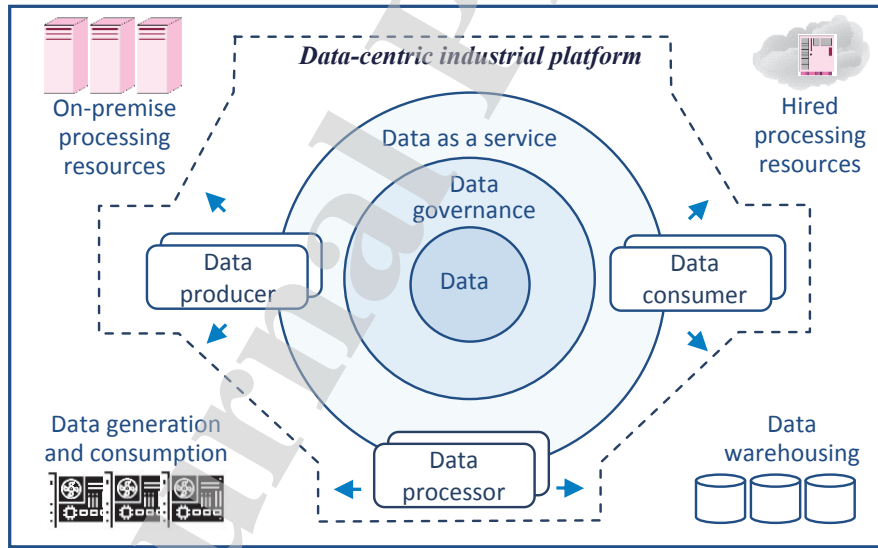 Data-centric industrial platform
On-premise
processing
resources
Hired
processing
resources
Data as a service
Data
governance
Data
Data
producer
Data
consumer
Data generation
and consumption
Data
processor
Data
warehousing